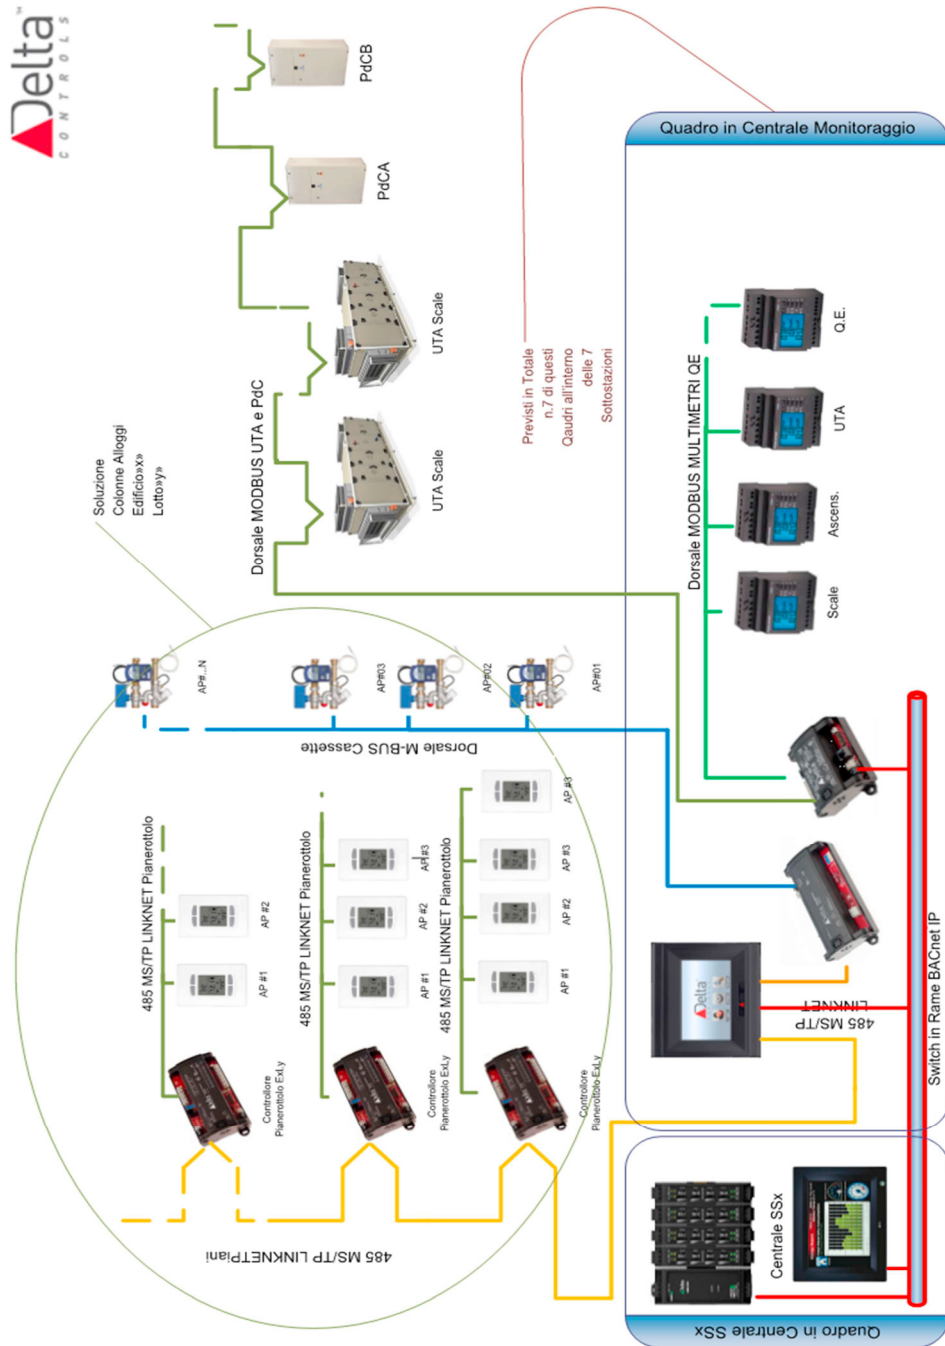 Delta™
CONTROLS
PdCB
PdCA
UTA Scale
UTA Scale
Dorsale MODBUS UTA e PdC
Soluzione
Colonne Alloggi
Edificio»x»
Lotto»y»
Previsti in Totale
n.7 di questi
Qaudri all'interno
delle 7
Sottostazioni
Quadro in Centrale Monitoraggio
Dorsale MODBUS MULTIMETRI QE
Q.E.
UTA
Ascens.
Scale
AP#...N
AP#03
AP#02
AP#01
Dorsale M-BUS Cassette
485 MS/TP LINKNET Pianerottolo
AP #2
AP #1
Controllore
Pianerottolo ExLy
485 MS/TP LINKNET Pianerottolo
AP#3
AP #2
AP #1
Controllore
Pianerottolo ExLy
485 MS/TP LINKNET Pianerottolo
AP #3
AP #3
AP #2
AP #1
Controllore
Pianerottolo ExLy
485 MS/TP LINKNETPiani
Delta
485 MS/TP
LINKNET
Switch in Rame BACnet IP
Centrale SSx
Quadro in Centrale SSx